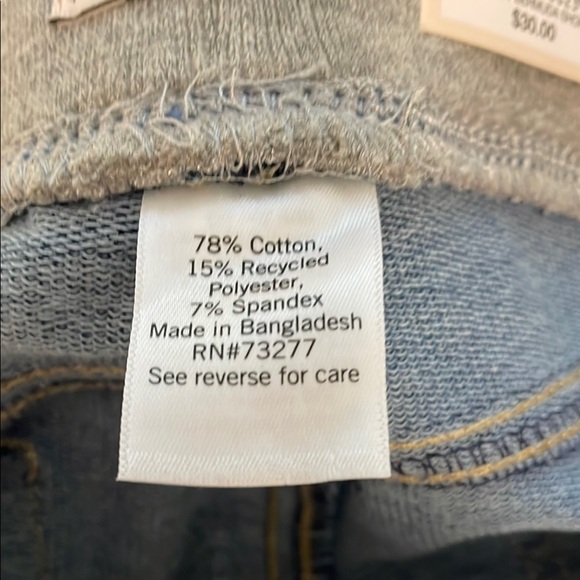 $30.00
78% Cotton,
15% Recycled
Polyester,
7% Spandex
Made in Bangladesh
RN#73277
See reverse for care